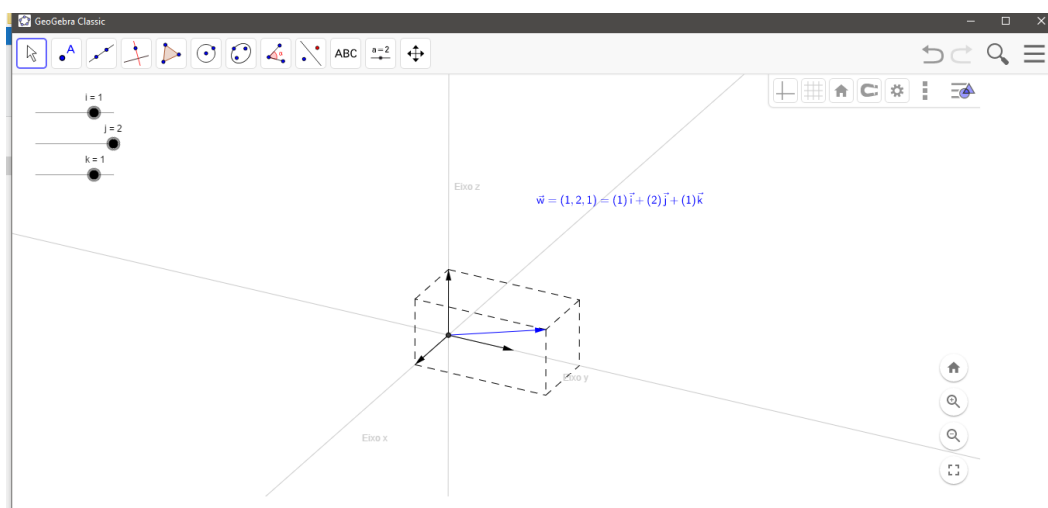 GeoGebra Classic
A
ABC
a=2
i = 1
j = 2
k = 1
Eixo z
w⃗ = (1, 2, 1) = (1) i⃗ + (2) j⃗ + (1) k⃗
Eixo y
Eixo x